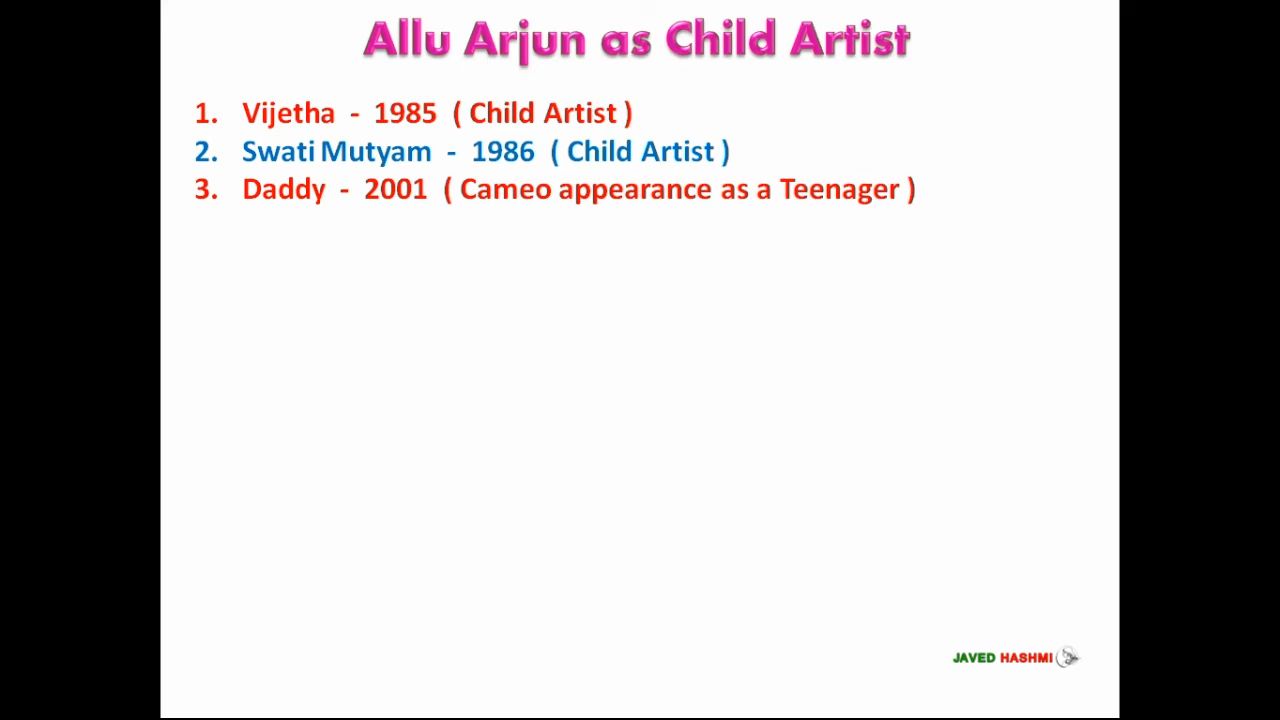 Allu Arjun as Child Artist
1. Vijetha - 1985 ( Child Artist )
2. Swati Mutyam - 1986 ( Child Artist )
3. Daddy - 2001 ( Cameo appearance as a Teenager )
JAVED HASHMI